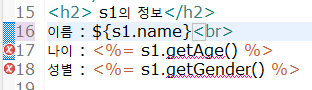 15 <h2> s1의 정보</h2>
16 이름 : ${s1.name}<br>
17 나이 : <%= s1.getAge() %>
18 성별 : <%= s1.getGender() %>
19